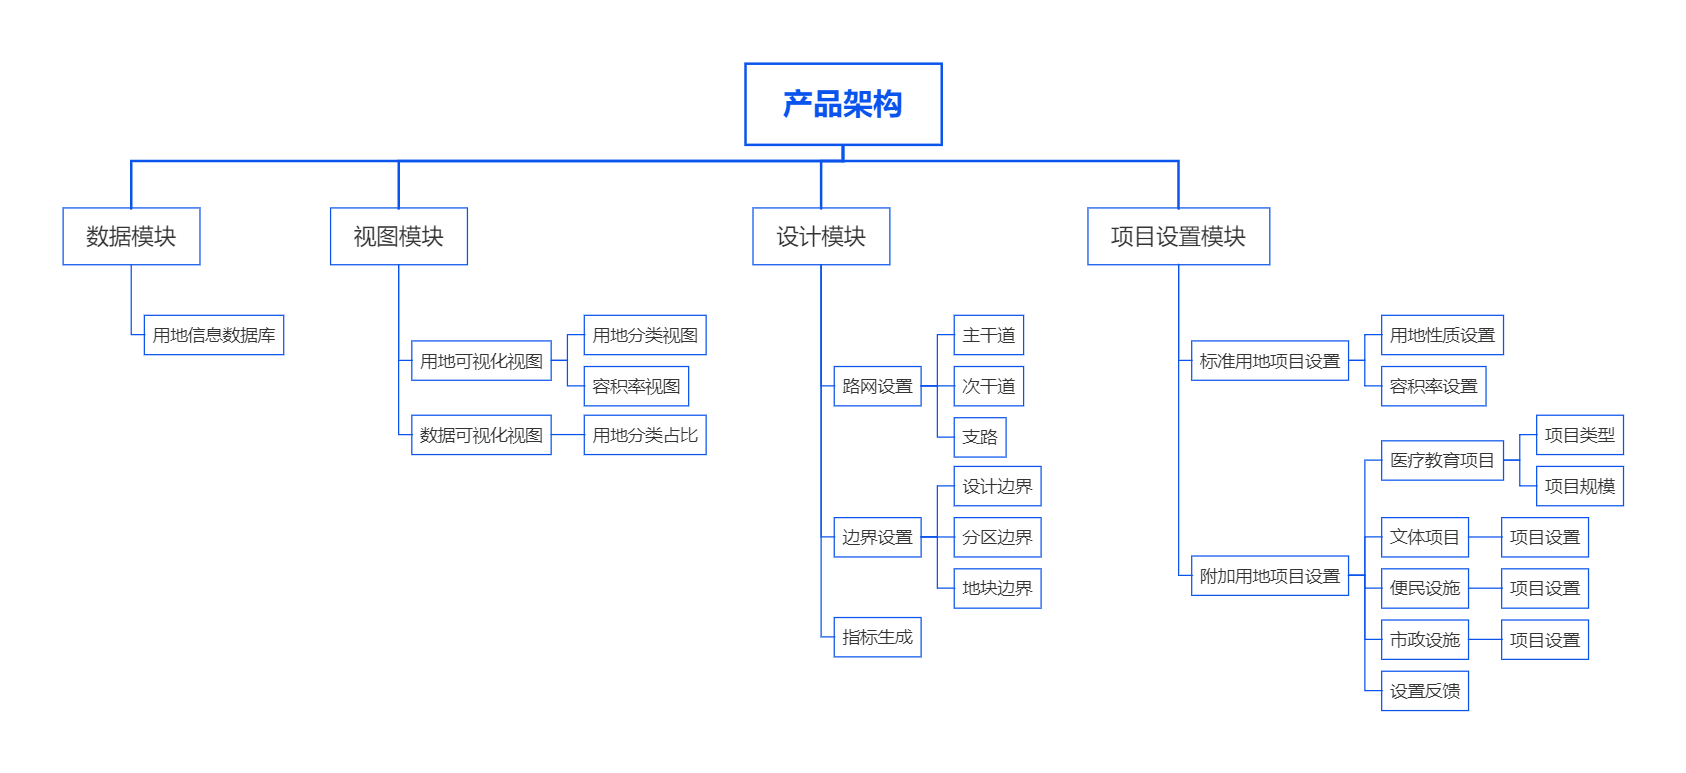 产品架构
数据模块
用地信息数据库
视图模块
用地可视化视图
用地分类视图
容积率视图
数据可视化视图
用地分类占比
设计模块
路网设置
主干道
次干道
支路
边界设置
设计边界
分区边界
地块边界
指标生成
项目设置模块
标准用地项目设置
用地性质设置
容积率设置
附加用地项目设置
医疗教育项目
项目类型
项目规模
文体项目
项目设置
便民设施
项目设置
市政设施
项目设置
设置反馈